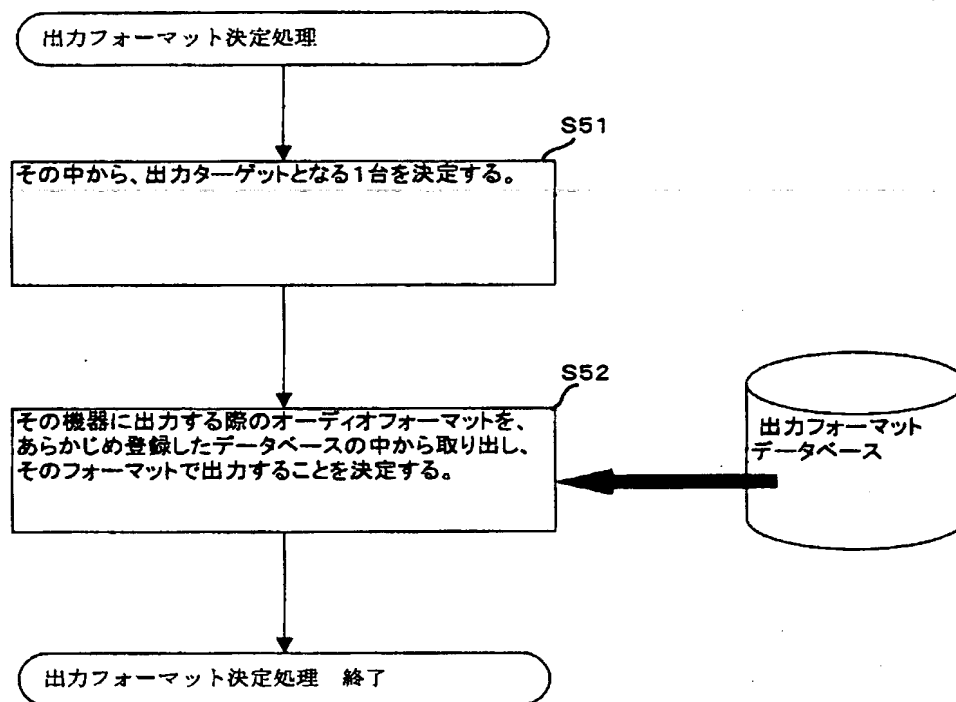 出力フォーマット決定処理
S51
その中から、出力ターゲットとなる1台を決定する。
S52
その機器に出力する際のオーディオフォーマットを、
あらかじめ登録したデータベースの中から取り出し、
そのフォーマットで出力することを決定する。
出力フォーマット
データベース
出力フォーマット決定処理 終了